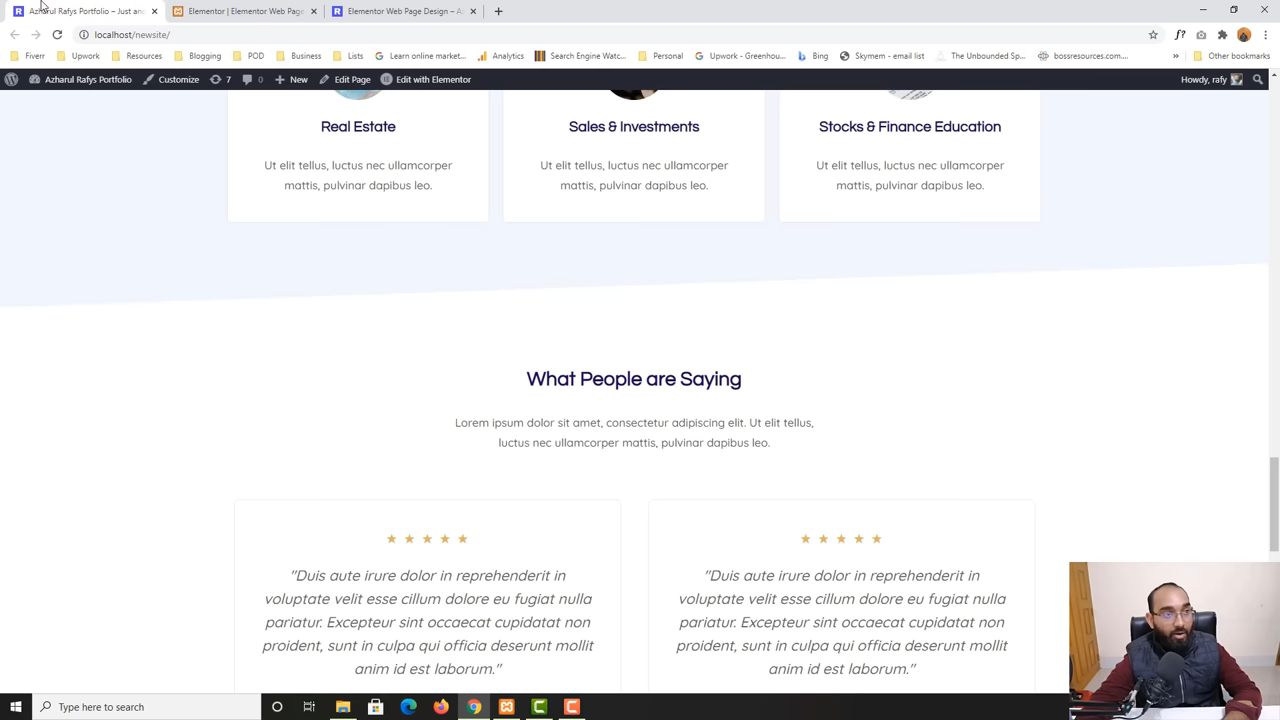 Azharul Rafys Portfolio – Just an
Elementor | Elementor Web Page
Elementor Web Page Design – A
localhost/newsite/
Fiverr
Upwork
Resources
Blogging
POD
Business
Lists
Learn online market...
Analytics
Search Engine Watc...
Personal
Upwork - Greenhou...
Bing
Skymem - email list
The Unbounded Sp...
bossresources.com...
Other bookmarks
Azharul Rafys Portfolio
Customize
7
0
New
Edit Page
Edit with Elementor
Howdy, rafy
Real Estate
Ut elit tellus, luctus nec ullamcorper
mattis, pulvinar dapibus leo.
Sales & Investments
Ut elit tellus, luctus nec ullamcorper
mattis, pulvinar dapibus leo.
Stocks & Finance Education
Ut elit tellus, luctus nec ullamcorper
mattis, pulvinar dapibus leo.
What People are Saying
Lorem ipsum dolor sit amet, consectetur adipiscing elit. Ut elit tellus,
luctus nec ullamcorper mattis, pulvinar dapibus leo.
"Duis aute irure dolor in reprehenderit in
voluptate velit esse cillum dolore eu fugiat nulla
pariatur. Excepteur sint occaecat cupidatat non
proident, sunt in culpa qui officia deserunt mollit
anim id est laborum."
"Duis aute irure dolor in reprehenderit in
voluptate velit esse cillum dolore eu fugiat nulla
pariatur. Excepteur sint occaecat cupidatat non
proident, sunt in culpa qui officia deserunt mollit
anim id est laborum."
Type here to search